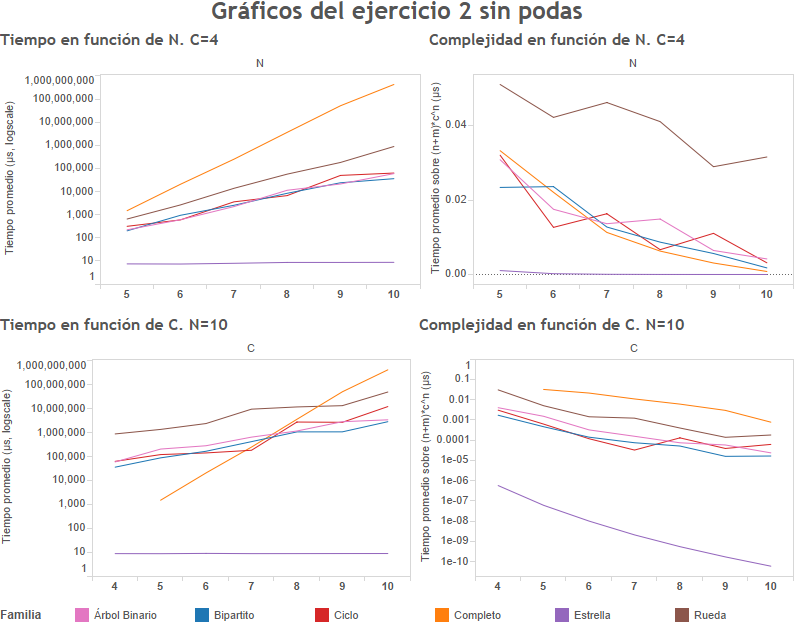 Gráficos del ejercicio 2 sin podas
Tiempo en función de N. C=4
N
Tiempo promedio (µs, logscale)
1,000,000,000
100,000,000
10,000,000
1,000,000
100,000
10,000
1,000
100
10
1
5 6 7 8 9 10
Complejidad en función de N. C=4
N
Tiempo promedio sobre (n+m)*c^n (µs)
0.04
0.02
0.00
5 6 7 8 9 10
Tiempo en función de C. N=10
C
Tiempo promedio (µs, logscale)
1,000,000,000
100,000,000
10,000,000
1,000,000
100,000
10,000
1,000
100
10
1
4 5 6 7 8 9 10
Complejidad en función de C. N=10
C
Tiempo promedio sobre (n+m)*c^n (µs)
1
0.1
0.01
0.001
0.0001
1e-05
1e-06
1e-07
1e-08
1e-09
1e-10
4 5 6 7 8 9 10
Familia Árbol Binario Bipartito Ciclo Completo Estrella Rueda